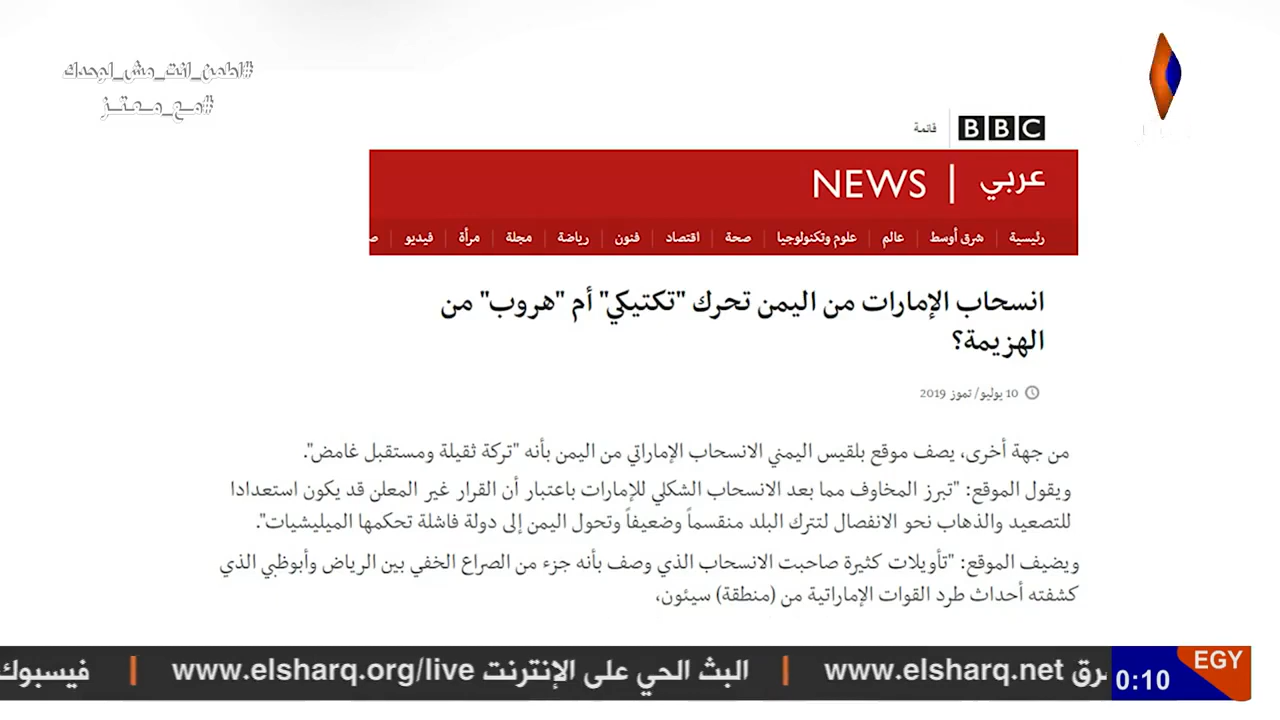 #اطمن_انت_مش_لوحدك
#مع_معتز
BBC
قائمة
عربي | NEWS
رئيسية | شرق أوسط | عالم | علوم وتكنولوجيا | صحة | اقتصاد | فنون | رياضة | مجلة | مرأة | فيديو
انسحاب الإمارات من اليمن تحرك "تكتيكي" أم "هروب" من
الهزيمة؟
10 يوليو/ تموز 2019
من جهة أخرى، يصف موقع بلقيس اليمني الانسحاب الإماراتي من اليمن بأنه "تركة ثقيلة ومستقبل غامض".
ويقول الموقع: "تبرز المخاوف مما بعد الانسحاب الشكلي للإمارات باعتبار أن القرار غير المعلن قد يكون استعدادا
للتصعيد والذهاب نحو الانفصال لتترك البلد منقسماً وضعيفاً وتحول اليمن إلى دولة فاشلة تحكمها الميليشيات".
ويضيف الموقع: "تأويلات كثيرة صاحبت الانسحاب الذي وصف بأنه جزء من الصراع الخفي بين الرياض وأبوظبي الذي
كشفته أحداث طرد القوات الإماراتية من (منطقة) سيئون،
www.elsharq.net | البث الحي على الإنترنت www.elsharq.org/live | فيسبوك
EGY
0:10